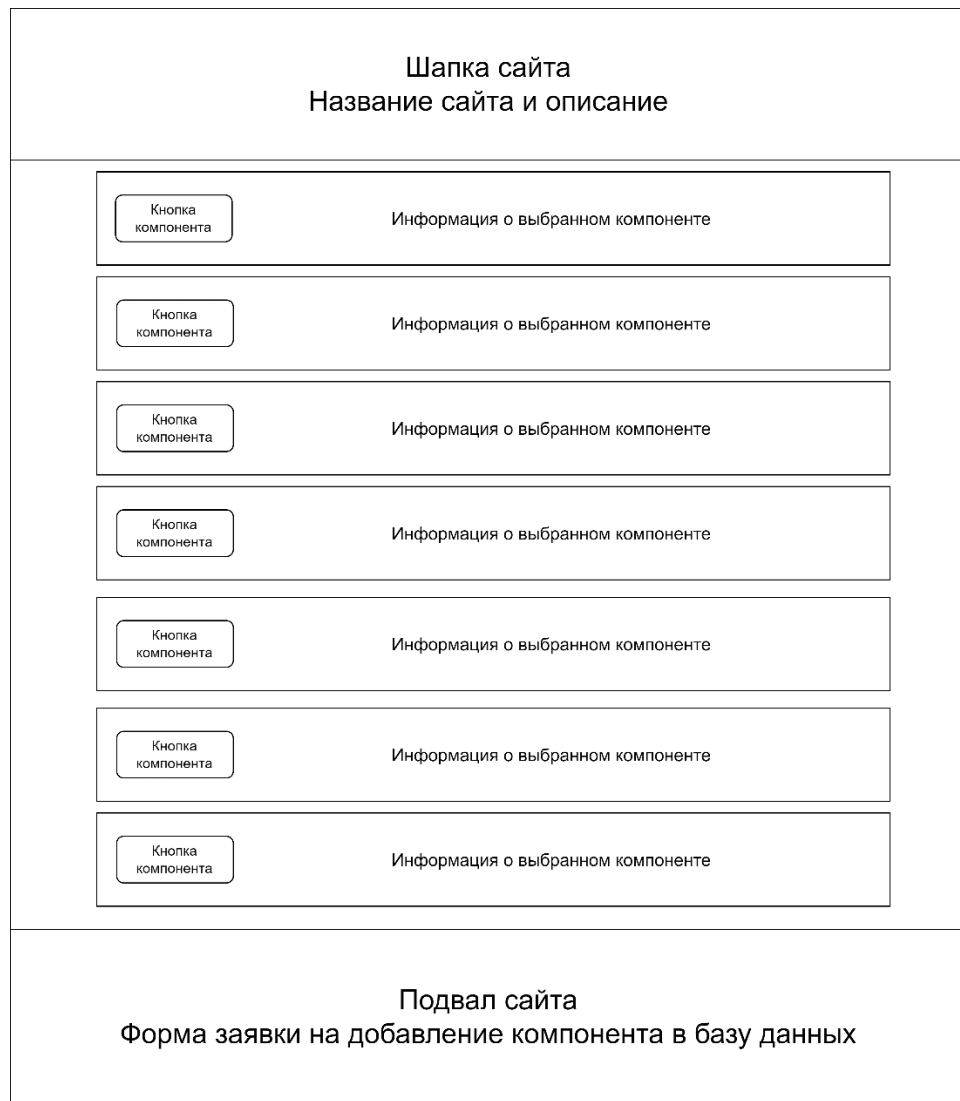 Шапка сайта
Название сайта и описание
Кнопка
компонента
Информация о выбранном компоненте
Кнопка
компонента
Информация о выбранном компоненте
Кнопка
компонента
Информация о выбранном компоненте
Кнопка
компонента
Информация о выбранном компоненте
Кнопка
компонента
Информация о выбранном компоненте
Кнопка
компонента
Информация о выбранном компоненте
Кнопка
компонента
Информация о выбранном компоненте
Подвал сайта
Форма заявки на добавление компонента в базу данных